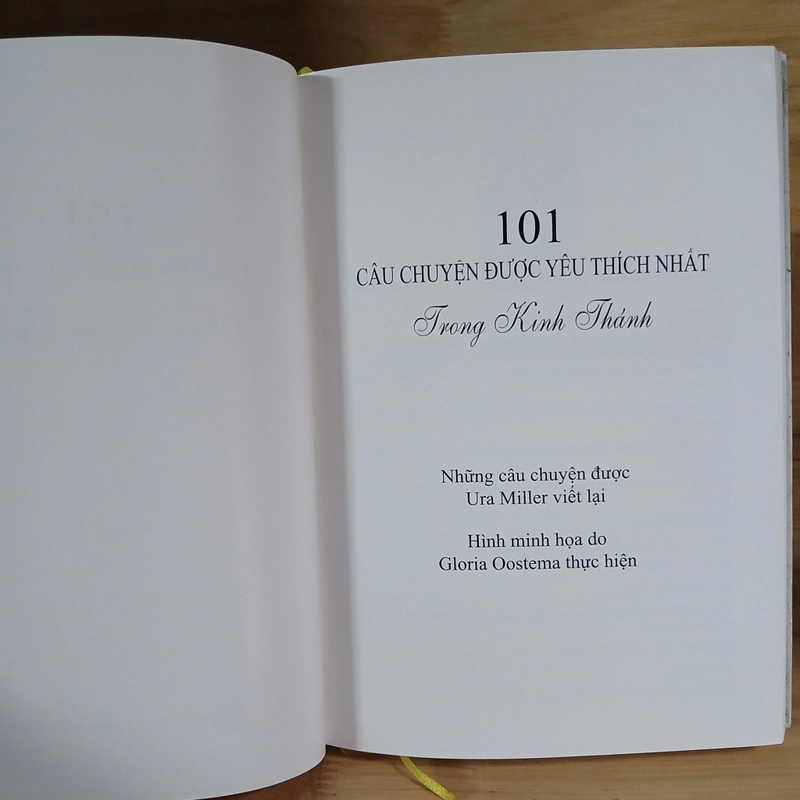 101
CÂU CHUYỆN ĐƯỢC YÊU THÍCH NHẤT
Trong Kinh Thánh
Những câu chuyện được
Ura Miller viết lại
Hình minh họa do
Gloria Oostema thực hiện